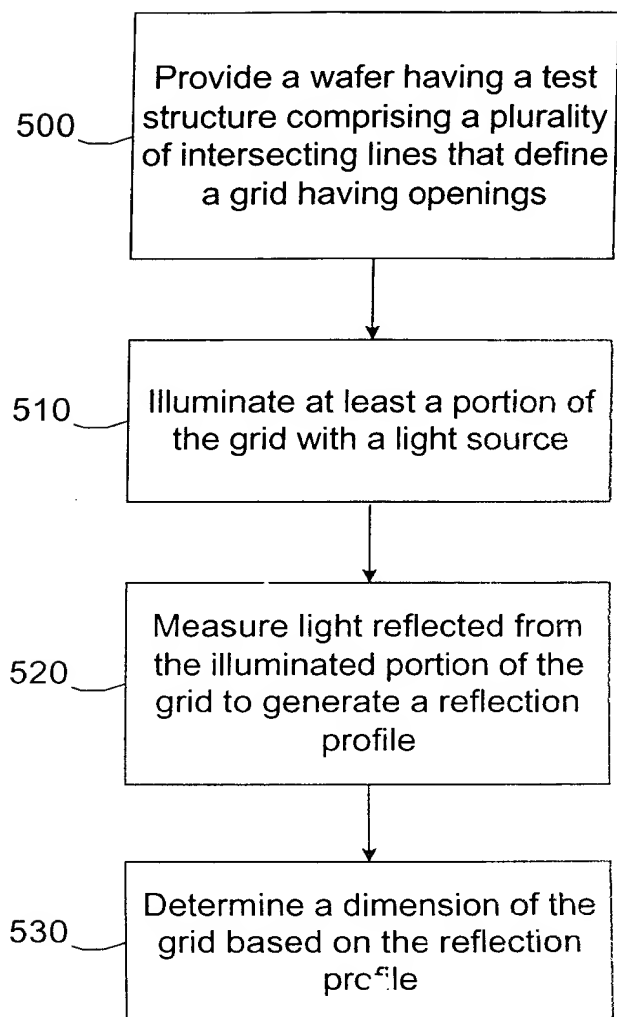 500
Provide a wafer having a test
structure comprising a plurality
of intersecting lines that define
a grid having openings
510
Illuminate at least a portion of
the grid with a light source
520
Measure light reflected from
the illuminated portion of the
grid to generate a reflection
profile
530
Determine a dimension of the
grid based on the reflection
profile